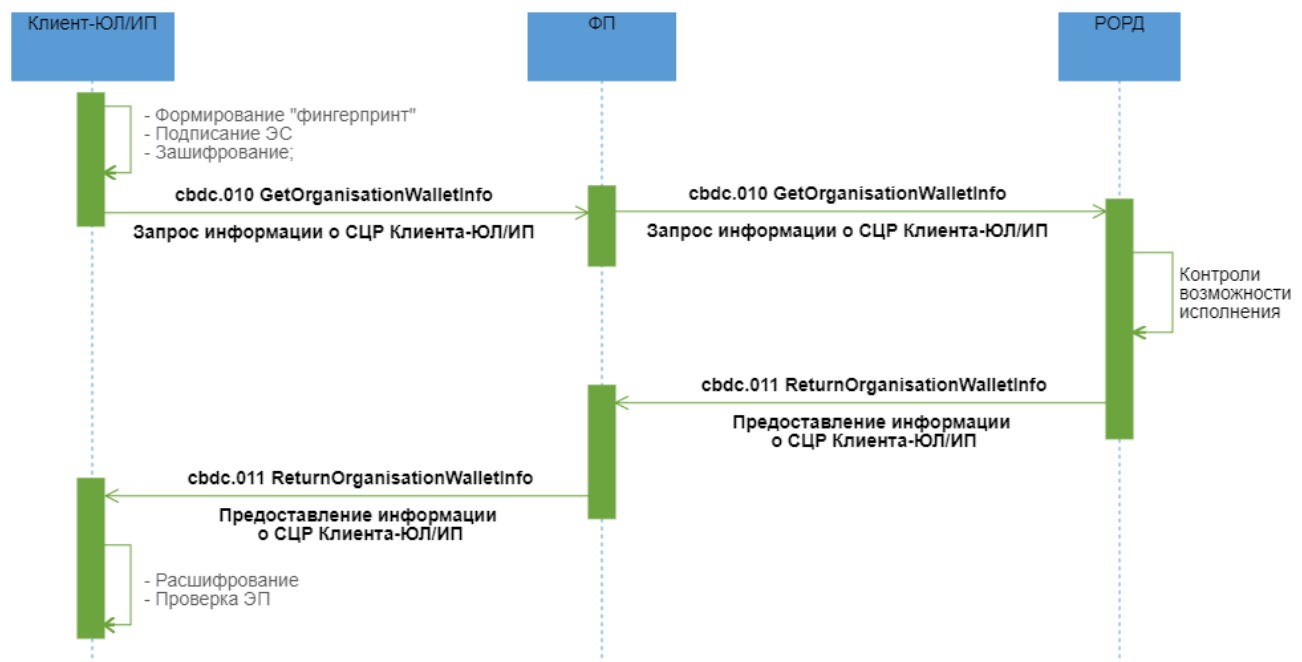 Клиент-ЮЛ/ИП
ФП
РОРД
- Формирование "фингерпринт"
- Подписание ЭС
- Зашифрование;
cbdc.010 GetOrganisationWalletInfo
Запрос информации о СЦР Клиента-ЮЛ/ИП
cbdc.010 GetOrganisationWalletInfo
Запрос информации о СЦР Клиента-ЮЛ/ИП
Контроли
возможности
исполнения
cbdc.011 ReturnOrganisationWalletInfo
Предоставление информации
о СЦР Клиента-ЮЛ/ИП
cbdc.011 ReturnOrganisationWalletInfo
Предоставление информации
о СЦР Клиента-ЮЛ/ИП
- Расшифрование
- Проверка ЭП